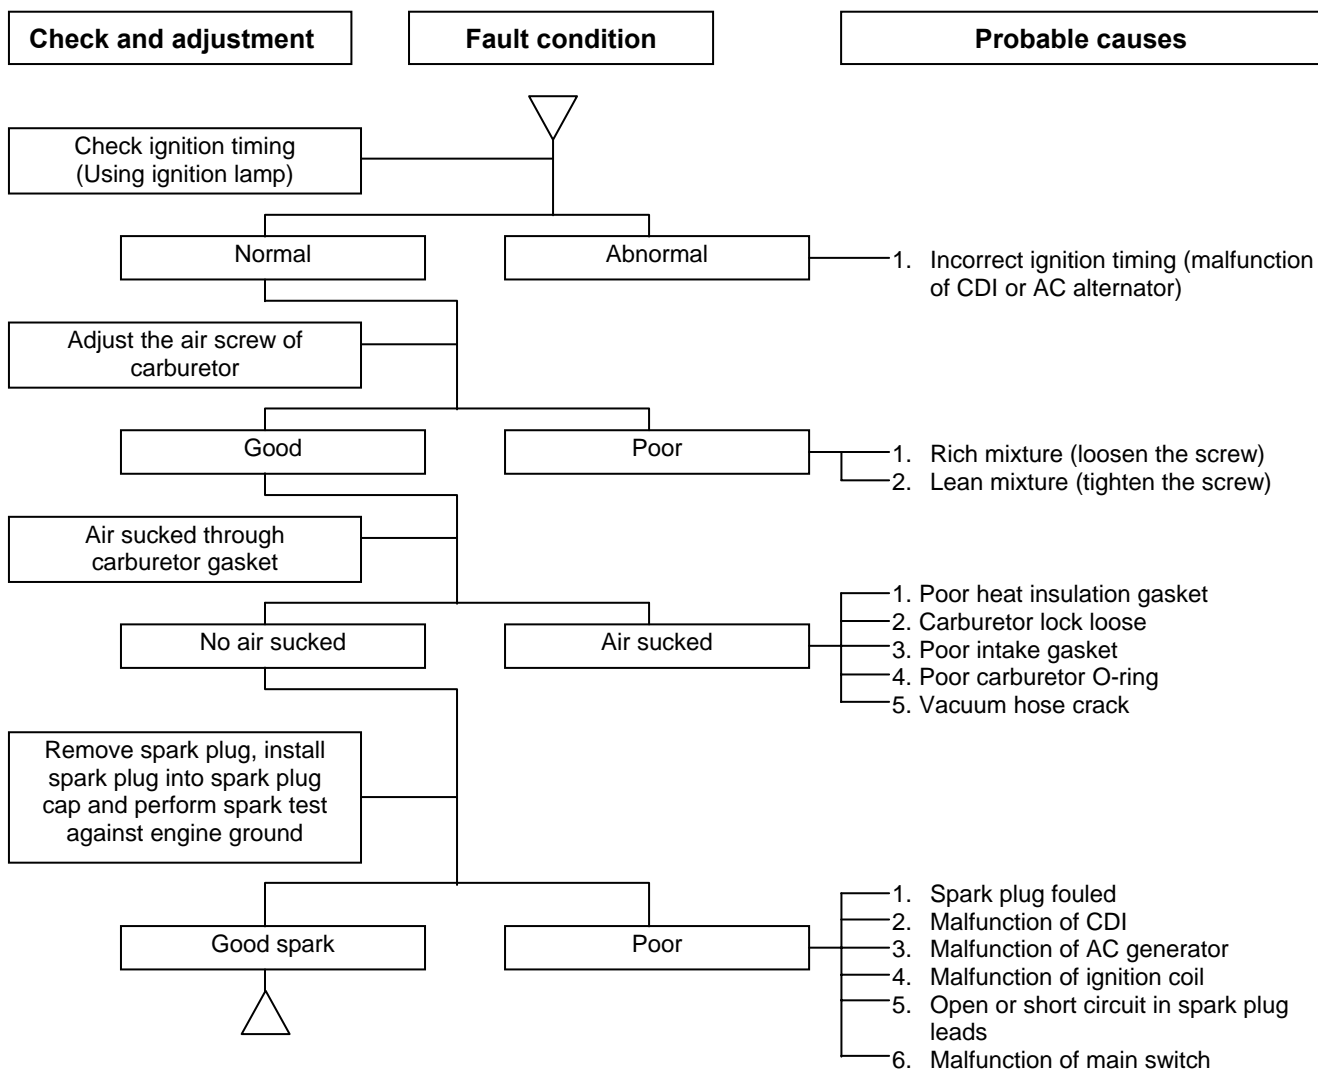 Check and adjustment
Fault condition
Probable causes
Check ignition timing
(Using ignition lamp)
Normal
Abnormal
1. Incorrect ignition timing (malfunction
of CDI or AC alternator)
Adjust the air screw of
carburetor
Good
Poor
1. Rich mixture (loosen the screw)
2. Lean mixture (tighten the screw)
Air sucked through
carburetor gasket
No air sucked
Air sucked
1. Poor heat insulation gasket
2. Carburetor lock loose
3. Poor intake gasket
4. Poor carburetor O-ring
5. Vacuum hose crack
Remove spark plug, install
spark plug into spark plug
cap and perform spark test
against engine ground
Good spark
Poor
1. Spark plug fouled
2. Malfunction of CDI
3. Malfunction of AC generator
4. Malfunction of ignition coil
5. Open or short circuit in spark plug
leads
6. Malfunction of main switch